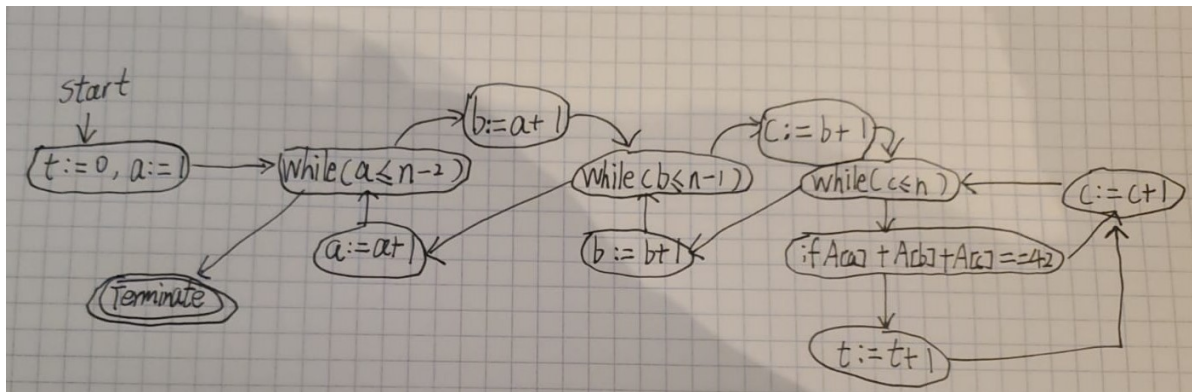 start
t:=0, a:=1
while(a≤n-2)
b:=a+1
while(b≤n-1)
c:=b+1
while(c≤n)
c:=c+1
a:=a+1
b:=b+1
if A[a] + A[b] + A[c] ==42
Terminate
t:=t+1